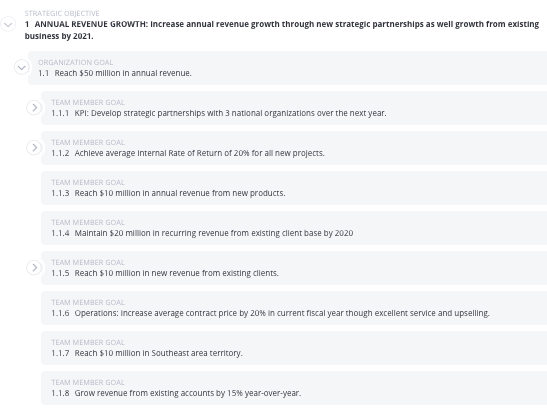 STRATEGIC OBJECTIVE
1 ANNUAL REVENUE GROWTH: Increase annual revenue growth through new strategic partnerships as well growth from existing
business by 2021.
ORGANIZATION GOAL
1.1 Reach $50 million in annual revenue.
TEAM MEMBER GOAL
1.1.1 KPI: Develop strategic partnerships with 3 national organizations over the next year.
TEAM MEMBER GOAL
1.1.2 Achieve average internal Rate of Return of 20% for all new projects.
TEAM MEMBER GOAL
1.1.3 Reach $10 million in annual revenue from new products.
TEAM MEMBER GOAL
1.1.4 Maintain $20 million in recurring revenue from existing client base by 2020
TEAM MEMBER GOAL
1.1.5 Reach $10 million in new revenue from existing clients.
TEAM MEMBER GOAL
1.1.6 Operations: Increase average contract price by 20% in current fiscal year though excellent service and upselling.
TEAM MEMBER GOAL
1.1.7 Reach $10 million in Southeast area territory.
TEAM MEMBER GOAL
1.1.8 Grow revenue from existing accounts by 15% year-over-year.